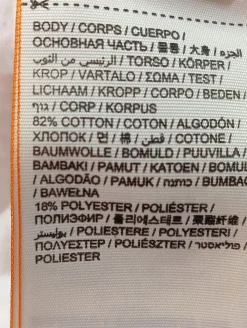 BODY / CORPS / CUERPO /
ОСНОВНАЯ ЧАСТЬ / 몸통 / 大身 / الجزء
الرئيسي من الثوب / TORSO / KÖRPER /
KROP / VARTALO / ΣΩΜΑ / TEST /
LICHAAM / KROPP / CORPO / BEDEN /
גוף / CORP / KORPUS
82% COTTON / COTON / ALGODÓN /
ХЛОПОК / 면 / 棉 / قطن / COTONE /
BAUMWOLLE / BOMULD / PUUVILLA /
BAMBAKI / PAMUT / KATOEN / BOMUL
/ ALGODÃO / PAMUK / כותנה / BUMBAC
/ BAWEŁNA
18% POLYESTER / POLIÉSTER /
ПОЛИЭФИР / 폴리에스테르 / 聚酯纤维
/ بوليستر / POLIESTERE / POLYESTERI /
ΠΟΛΥΕΣΤΕΡ / POLIÉSZTER / פוליאסטר /
POLIESTER